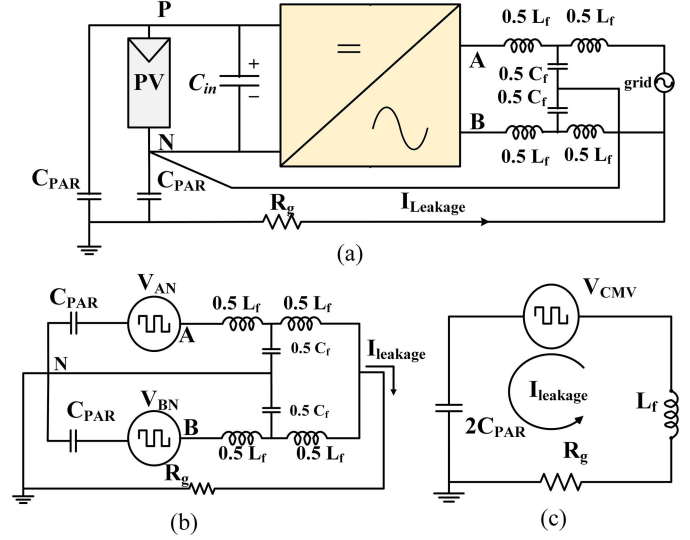 P
0.5 L_f 0.5 L_f
A
PV
C_in
+
−
=
0.5 C_f
0.5 C_f
grid
N
B
0.5 L_f 0.5 L_f
C_PAR
C_PAR
R_g
I_Leakage
(a)
V_AN
C_PAR
0.5 L_f 0.5 L_f
A
0.5 C_f
I_leakage
N
C_PAR
V_BN
B
0.5 C_f
0.5 L_f 0.5 L_f
R_g
(b)
V_CMV
I_leakage
L_f
2C_PAR
R_g
(c)